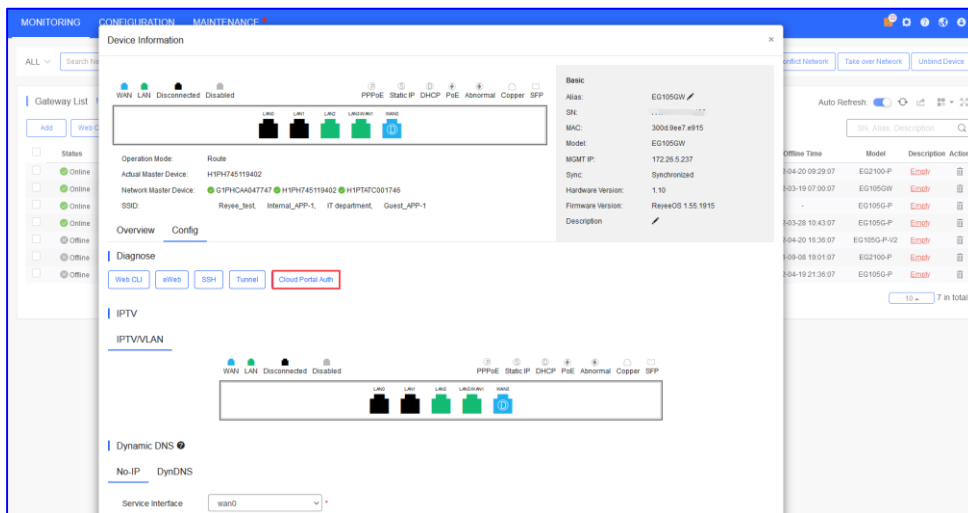 MONITORING CONFIGURATION MAINTENANCE
Device Information
ALL
WAN LAN Disconnected Disabled PPPoE Static IP DHCP PoE Abnormal Copper SFP
LAN0 LAN1 LAN2 LAN3/WAN1 WAN0
Operation Mode: Route
Actual Master Device: H1PH745119402
Network Master Device: G1PHCAA047747 H1PH745119402 H1PTATC001746
SSID: Reyee_test, Internal_APP-1, IT department, Guest_APP-1
Basic
Alias: EG105GW
SN:
MAC: 300d.9ee7.e915
Model: EG105GW
MGMT IP: 172.26.5.237
Sync: Synchronized
Hardware Version: 1.10
Firmware Version: ReyeeOS 1.55.1915
Description
Overview Config
Diagnose
Web CLI eWeb SSH Tunnel Cloud Portal Auth
IPTV
IPTV/VLAN
WAN LAN Disconnected Disabled PPPoE Static IP DHCP PoE Abnormal Copper SFP
LAN0 LAN1 LAN2 LAN3/WAN1 WAN0
Dynamic DNS
No-IP DynDNS
Service Interface wan0 *
Gateway List
Add Web C
Status
Online
Online
Online
Online
Offline
Offline
Offline
onflict Network Take over Network Unbind Device
Auto Refresh:
SN, Alias, Description
Offline Time Model Description Action
2-04-20 09:29:07 EG2100-P Empty
2-03-19 07:00:07 EG105GW Empty
- EG105G-P Empty
2-03-28 10:43:07 EG105G-P Empty
2-04-20 16:36:07 EG105G-P-V2 Empty
1-09-08 19:01:07 EG2100-P Empty
2-04-19 21:36:07 EG105G-P Empty
10 7 in total